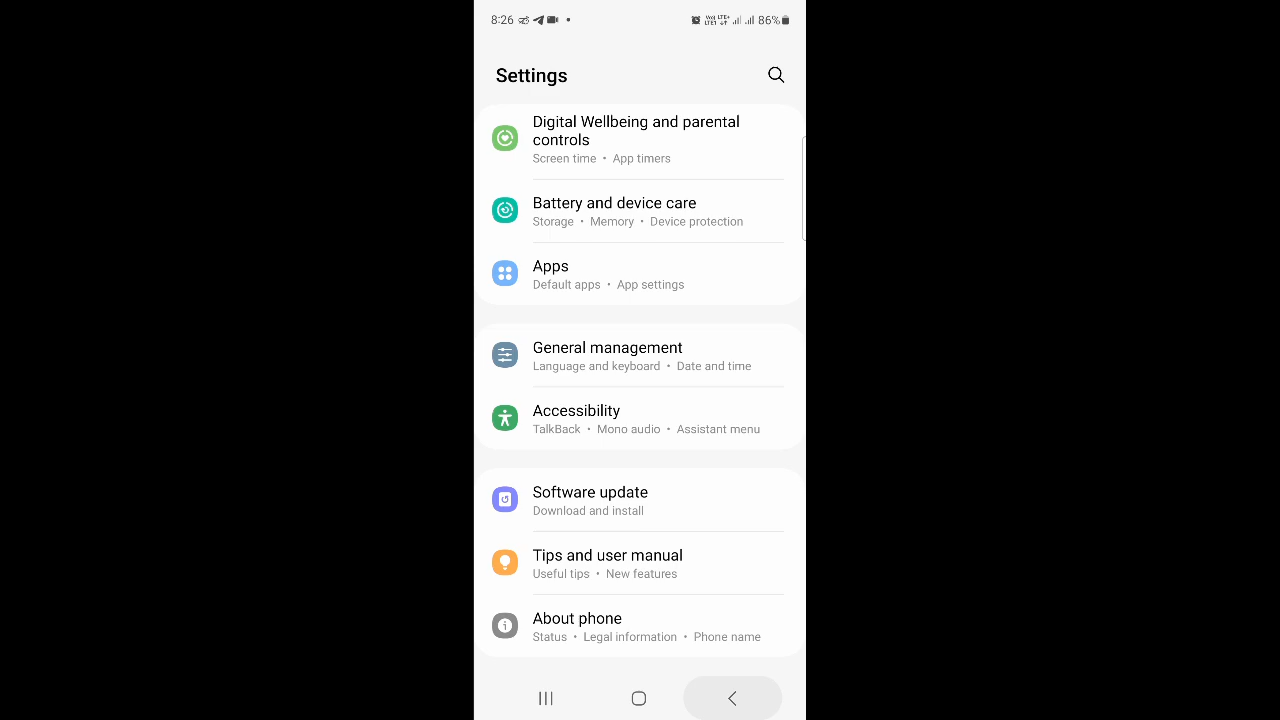 8:26 86%
Settings
Digital Wellbeing and parental
controls
Screen time • App timers
Battery and device care
Storage • Memory • Device protection
Apps
Default apps • App settings
General management
Language and keyboard • Date and time
Accessibility
TalkBack • Mono audio • Assistant menu
Software update
Download and install
Tips and user manual
Useful tips • New features
About phone
Status • Legal information • Phone name